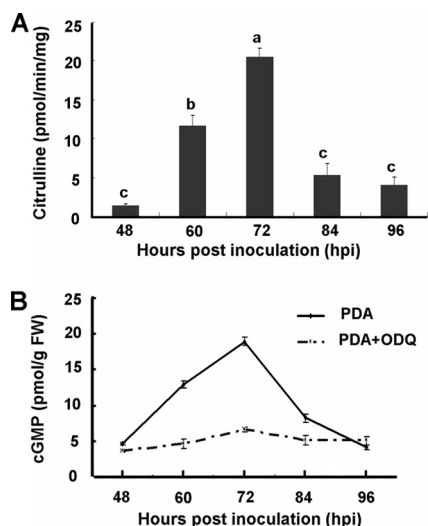 A
Citrulline (pmol/min/mg)
25
20
15
10
5
0
c
b
a
c
c
48 60 72 84 96
Hours post inoculation (hpi)
B
cGMP (pmol/g FW)
25
20
15
10
5
0
PDA
PDA+ODQ
48 60 72 84 96
Hours post inoculation (hpi)